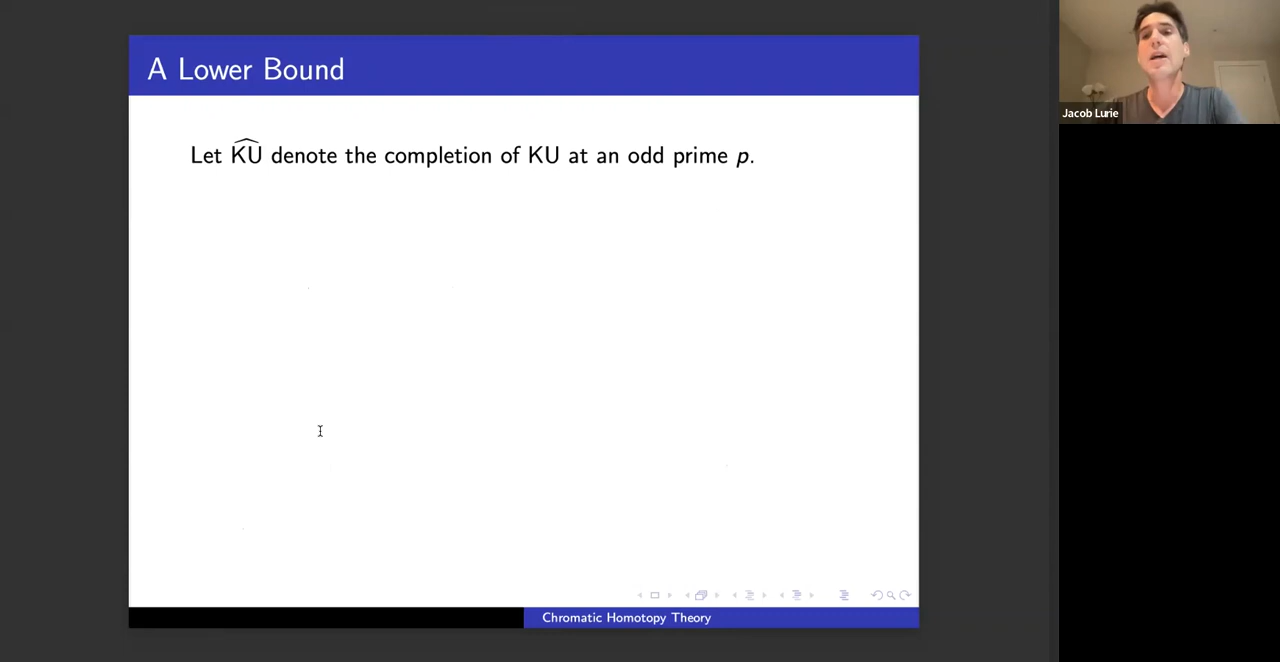 A Lower Bound
Let K̂U denote the completion of KU at an odd prime p.
Chromatic Homotopy Theory
Jacob Lurie